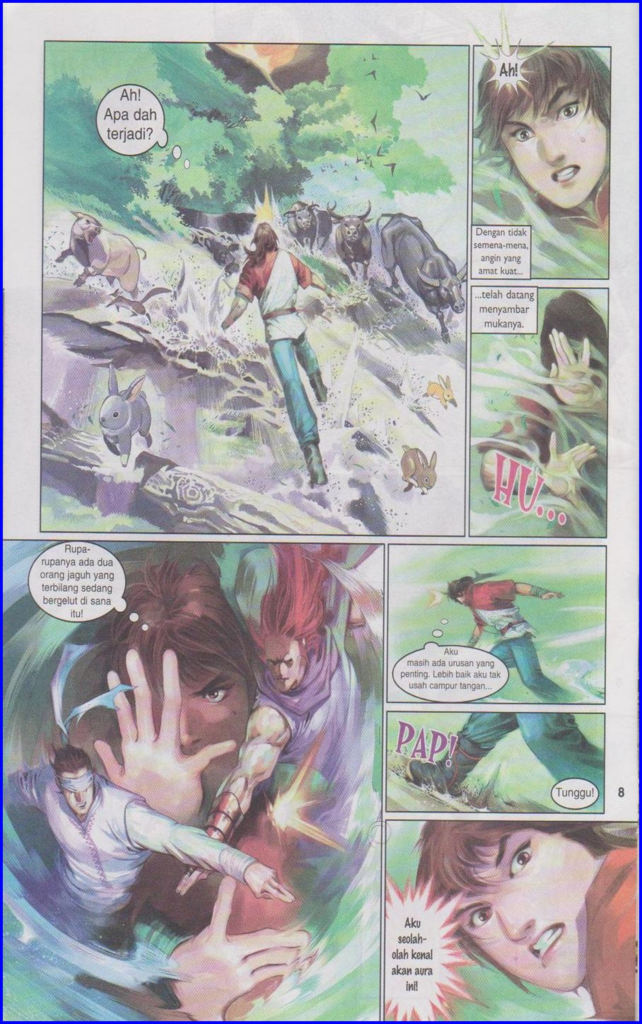 Ah!
Apa dah
terjadi?
Ah!
Dengan tidak
semena-mena,
angin yang
amat kuat...
...telah datang
menyambar
mukanya.
HU...
Rupa-
rupanya ada dua
orang jaguh yang
terbilang sedang
bergelut di sana
itu!
Aku
masih ada urusan yang
penting. Lebih baik aku tak
usah campur tangan...
PAP!
Tunggu!
8
Aku
seolah-
olah kenal
akan aura
ini!